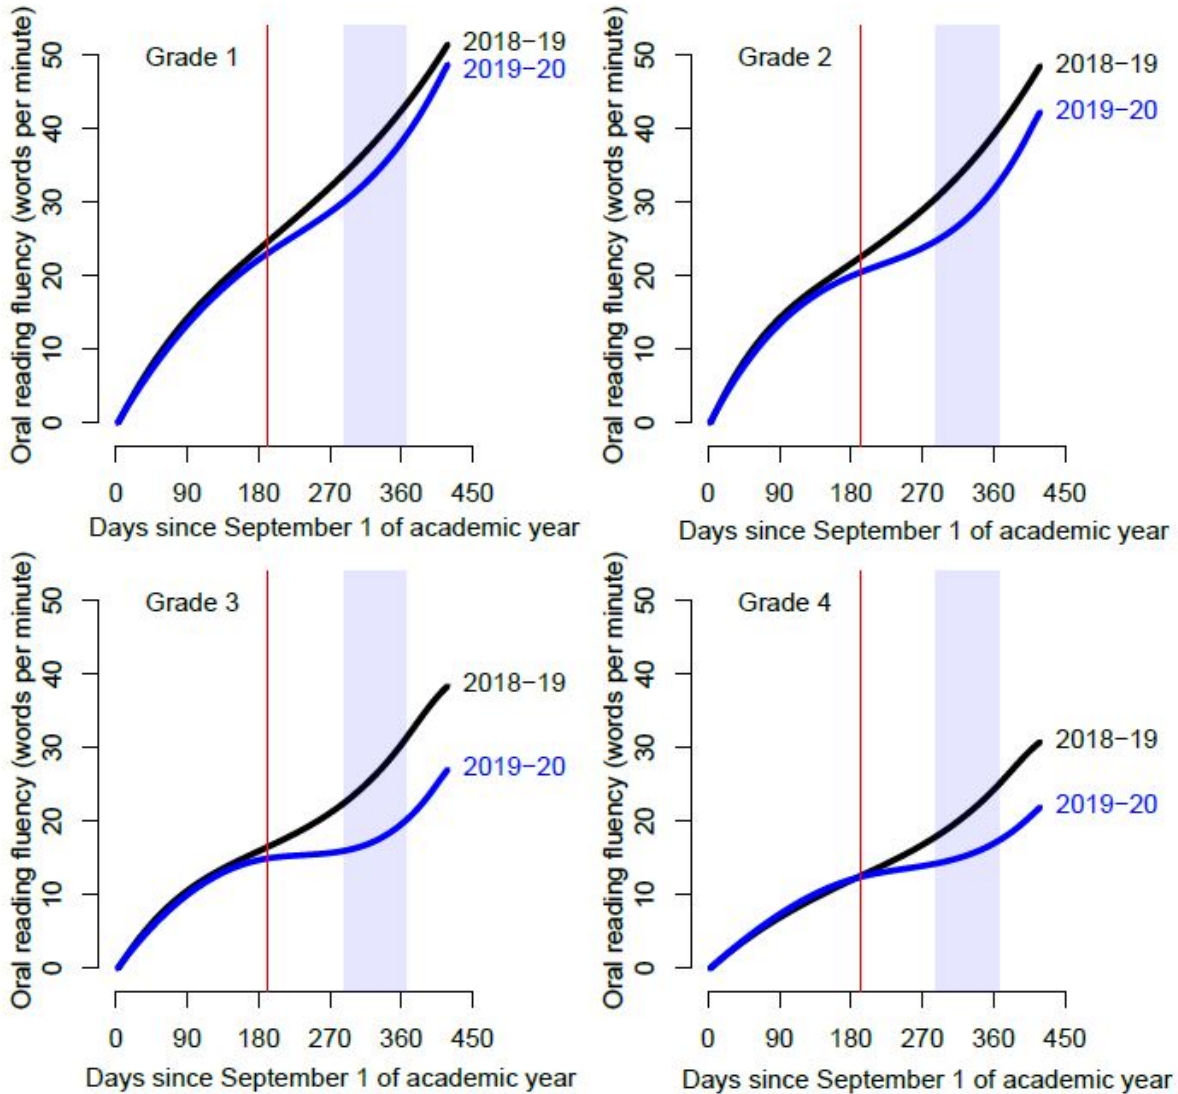 Oral reading fluency (words per minute)
0 10 20 30 40 50
Grade 1
2018−19
2019−20
0 90 180 270 360 450
Days since September 1 of academic year
Oral reading fluency (words per minute)
0 10 20 30 40 50
Grade 2
2018−19
2019−20
0 90 180 270 360 450
Days since September 1 of academic year
Oral reading fluency (words per minute)
0 10 20 30 40 50
Grade 3
2018−19
2019−20
0 90 180 270 360 450
Days since September 1 of academic year
Oral reading fluency (words per minute)
0 10 20 30 40 50
Grade 4
2018−19
2019−20
0 90 180 270 360 450
Days since September 1 of academic year